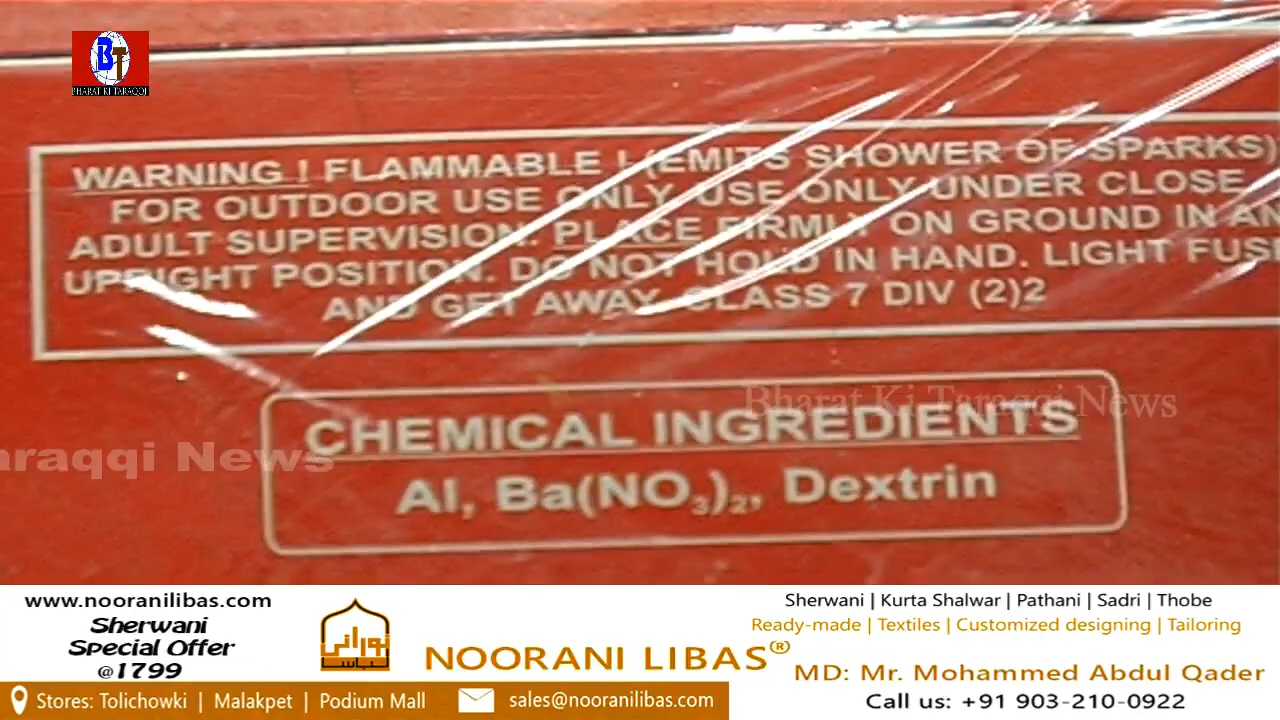 BT
BHARAT KI TARAQQI
WARNING ! FLAMMABLE ! (EMITS SHOWER OF SPARKS)
FOR OUTDOOR USE ONLY. USE ONLY UNDER CLOSE
ADULT SUPERVISION. PLACE FIRMLY ON GROUND IN AN
UPRIGHT POSITION. DO NOT HOLD IN HAND. LIGHT FUSE
AND GET AWAY. CLASS 7 DIV (2)2
Bharat Ki Taraqqi News
CHEMICAL INGREDIENTS
araqqi News
Al, Ba(NO₃)₂, Dextrin
www.nooranilibas.com
Sherwani
Special Offer
@1799
نورانی
لباسا
NOORANI LIBAS®
Sherwani | Kurta Shalwar | Pathani | Sadri | Thobe
Ready-made | Textiles | Customized designing | Tailoring
MD: Mr. Mohammed Abdul Qader
Call us: +91 903-210-0922
Stores: Tolichowki | Malakpet | Podium Mall
sales@nooranilibas.com